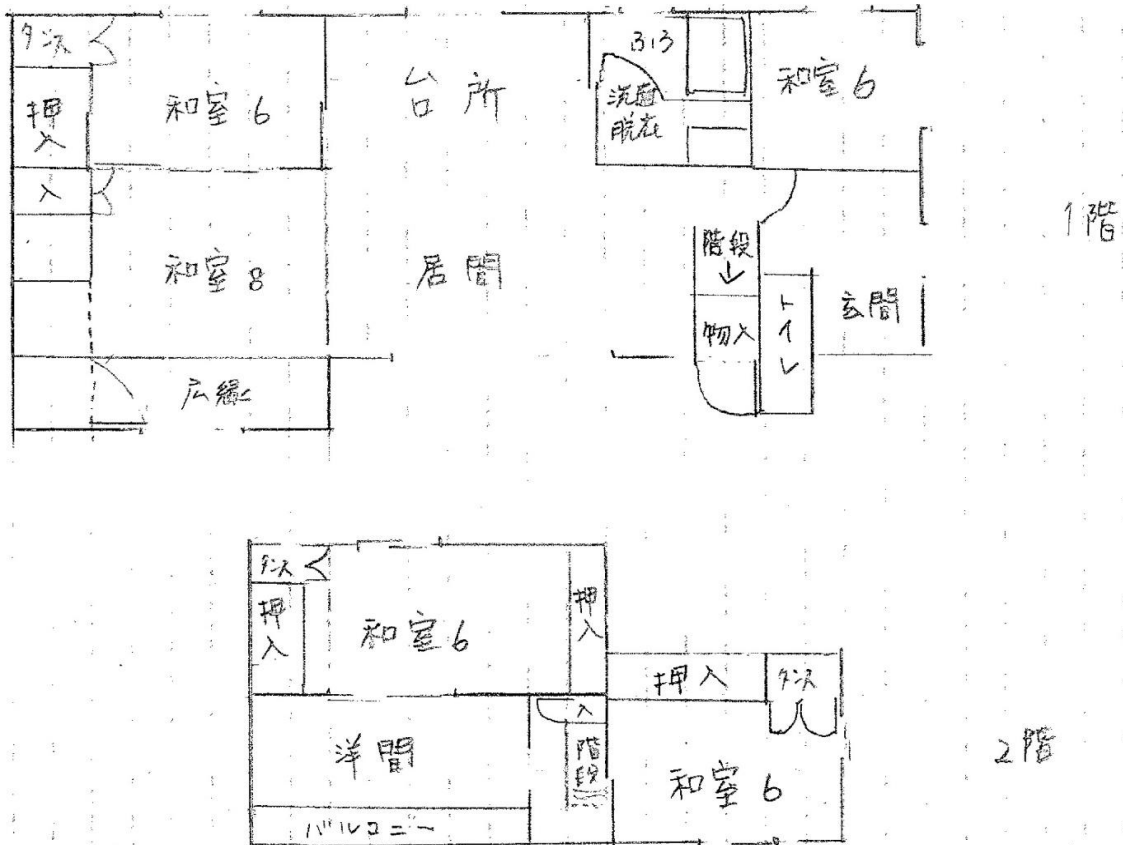 タンス
和室6
台所
フロ
和室6
押入
洗面
脱衣
入
和室8
居間
階段
↓
物入
トイレ
玄関
広縁
1階
タンス
押入
和室6
押入
押入
タンス
入
洋間
階段
和室6
バルコニー
2階